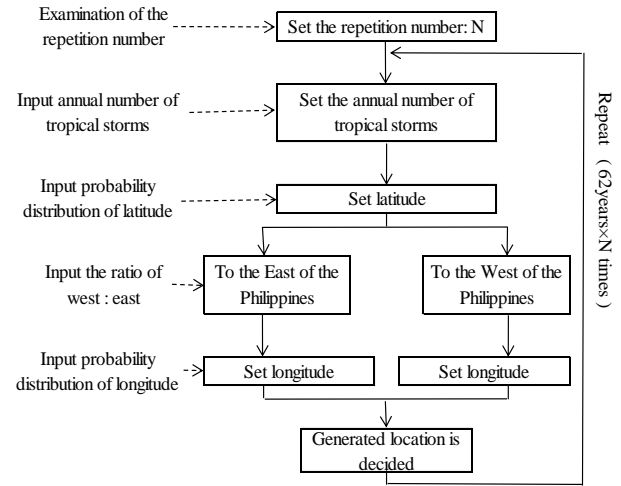 Examination of the
repetition number
Set the repetition number: N
Input annual number of
tropical storms
Set the annual number of
tropical storms
Input probability
distribution of latitude
Set latitude
Input the ratio of
west : east
To the East of the
Philippines
To the West of the
Philippines
Input probability
distribution of longitude
Set longitude
Set longitude
Generated location is
decided
Repeat （62years×N times）